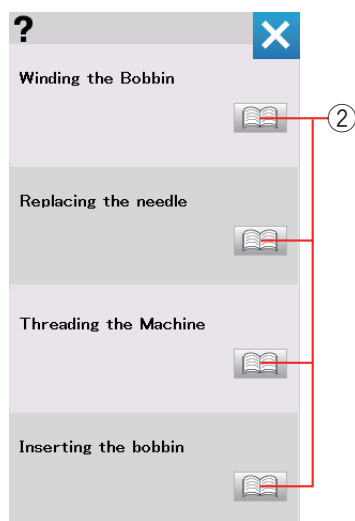 ?
Winding the Bobbin
②
Replacing the needle
Threading the Machine
Inserting the bobbin